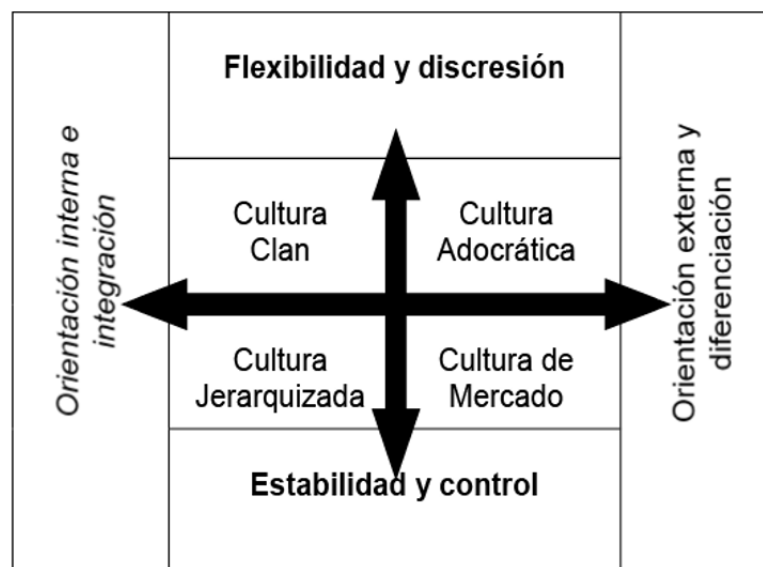 Flexibilidad y discresión
Orientación interna e
integración
Cultura
Clan
Cultura
Adocrática
Orientación externa y
diferenciación
Cultura
Jerarquizada
Cultura de
Mercado
Estabilidad y control